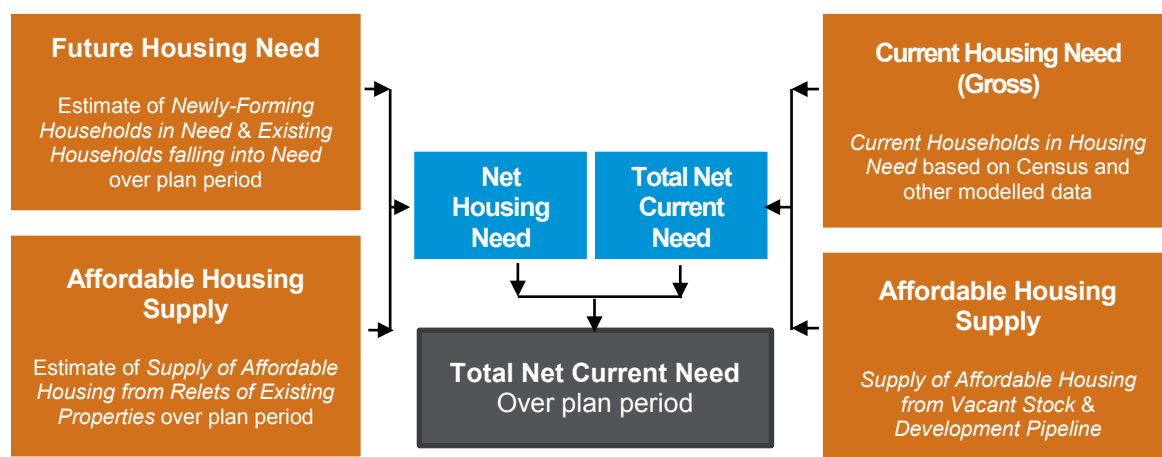 Future Housing Need
Estimate of Newly-Forming
Households in Need & Existing
Households falling into Need
over plan period
Affordable Housing
Supply
Estimate of Supply of Affordable
Housing from Relets of Existing
Properties over plan period
Net
Housing
Need
Total Net
Current
Need
Total Net Current Need
Over plan period
Current Housing Need
(Gross)
Current Households in Housing
Need based on Census and
other modelled data
Affordable Housing
Supply
Supply of Affordable Housing
from Vacant Stock &
Development Pipeline